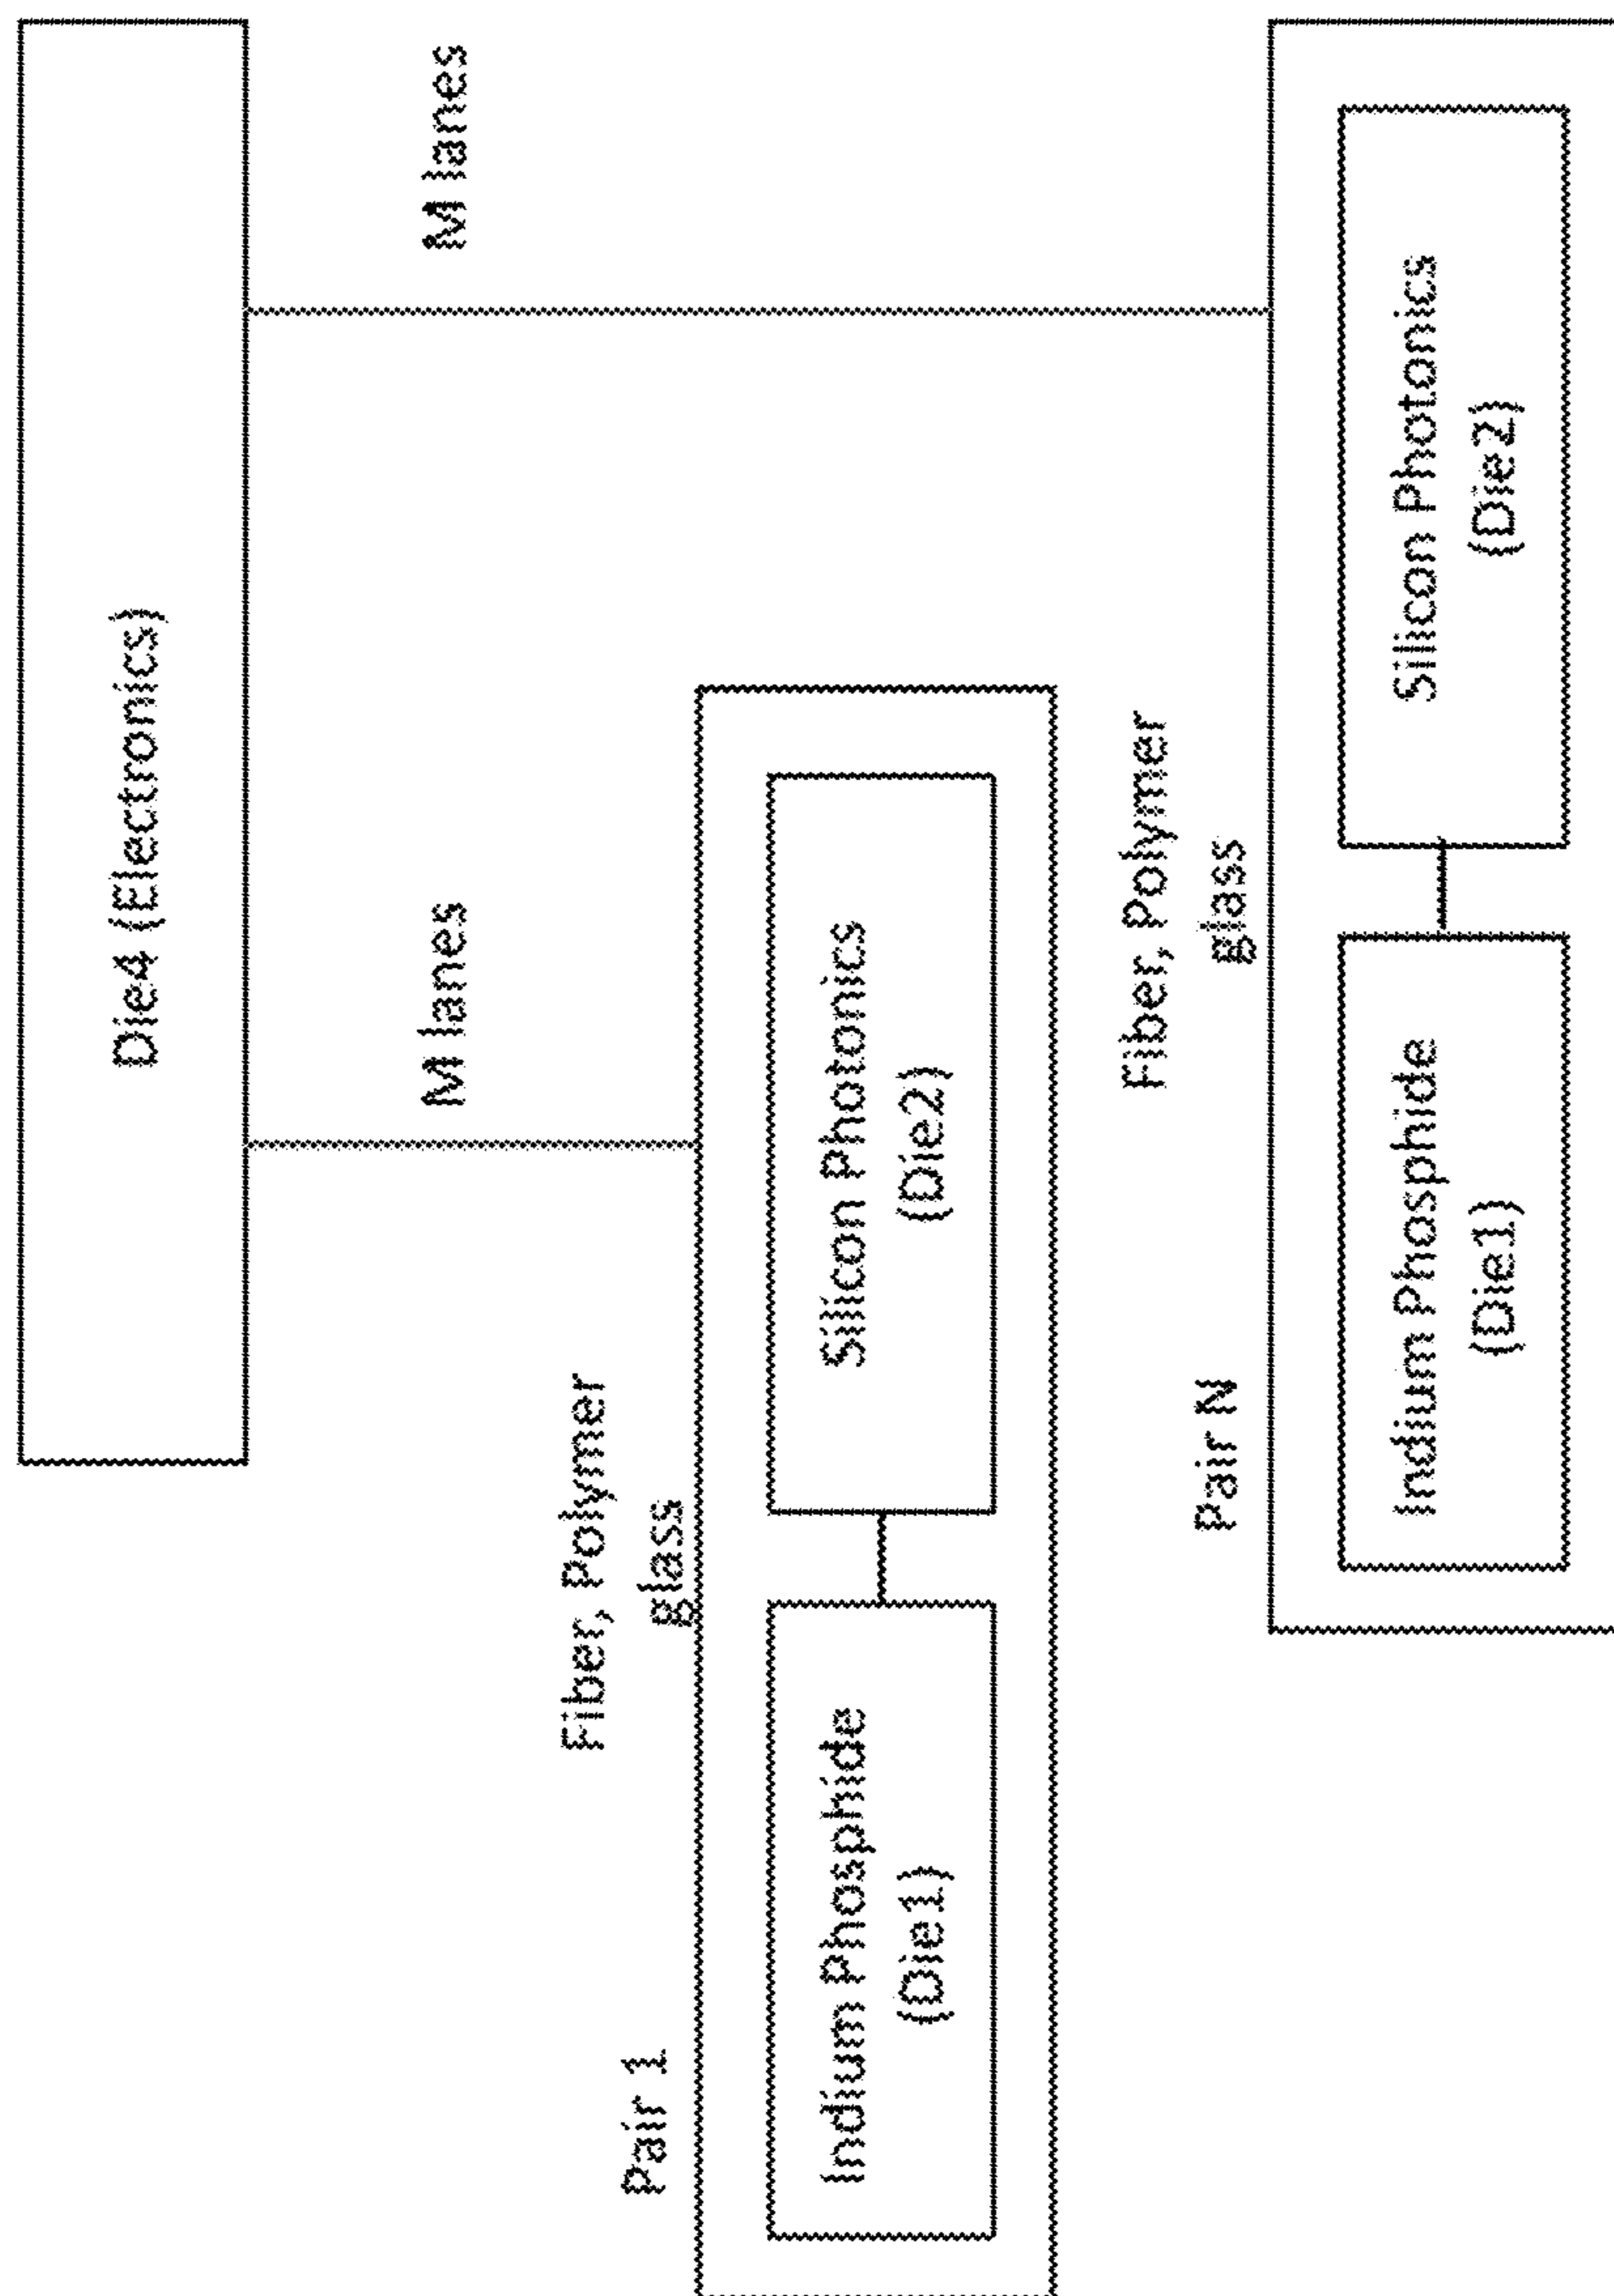 Die4 (Electronics)
M lanes
M lanes
Fiber, Polymer
glass
Pair 1
Indium Phosphide
(Die1)
Silicon Photonics
(Die2)
Fiber, Polymer
glass
Pair N
Indium Phosphide
(Die1)
Silicon Photonics
(Die2)